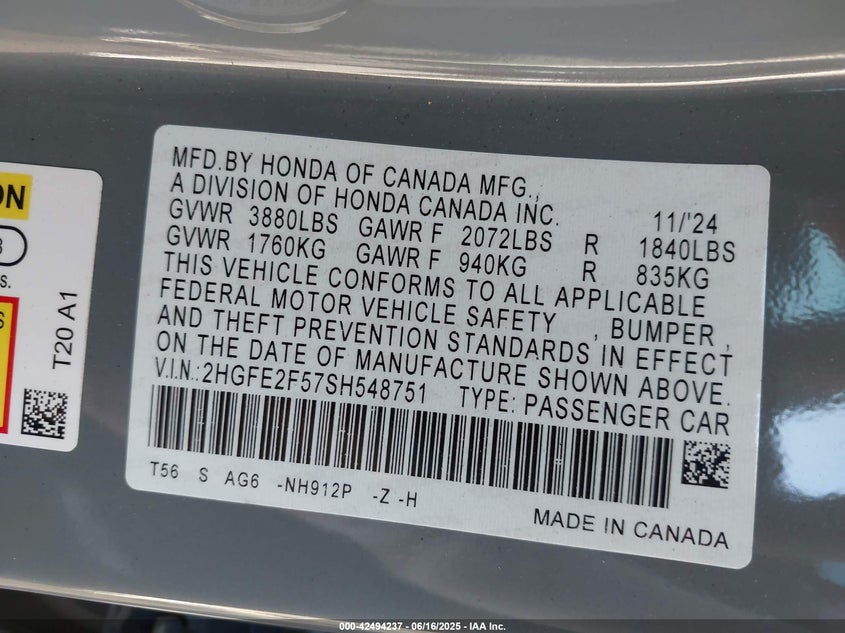 MFD.BY HONDA OF CANADA MFG.,
A DIVISION OF HONDA CANADA INC. 11/'24
GVWR 3880LBS GAWR F 2072LBS R 1840LBS
GVWR 1760KG GAWR F 940KG R 835KG
THIS VEHICLE CONFORMS TO ALL APPLICABLE
FEDERAL MOTOR VEHICLE SAFETY , BUMPER ,
AND THEFT PREVENTION STANDARDS IN EFFECT
ON THE DATE OF MANUFACTURE SHOWN ABOVE.
V.I.N.:2HGFE2F57SH548751 TYPE: PASSENGER CAR
T56 S AG6 -NH912P -Z -H
MADE IN CANADA
T20 A1
000-42494237 - 06/16/2025 - IAA Inc.